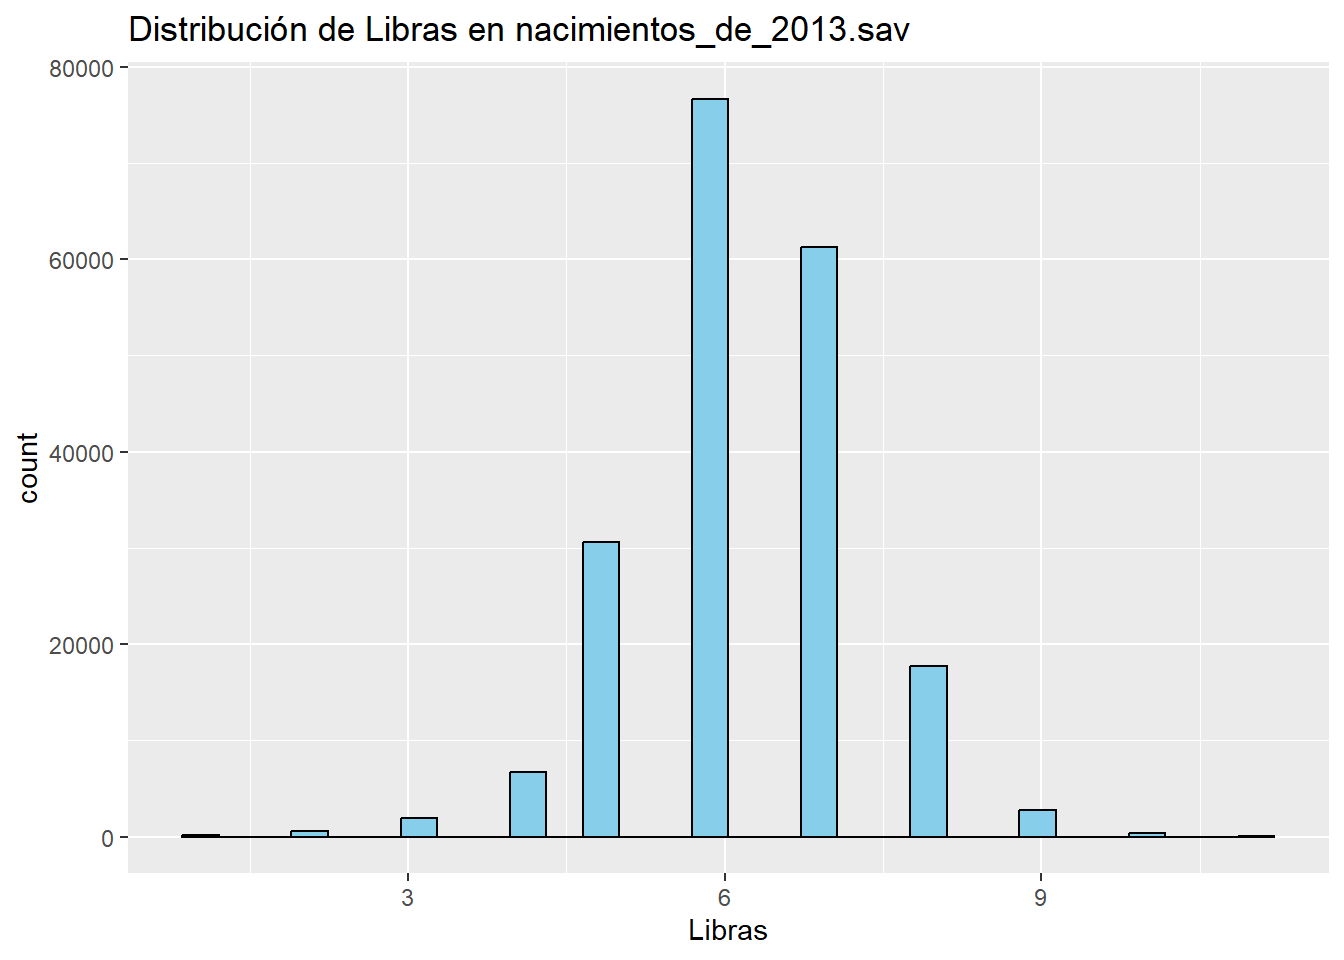 Distribución de Libras en nacimientos_de_2013.sav
80000
60000
40000
20000
0
count
3 6 9
Libras